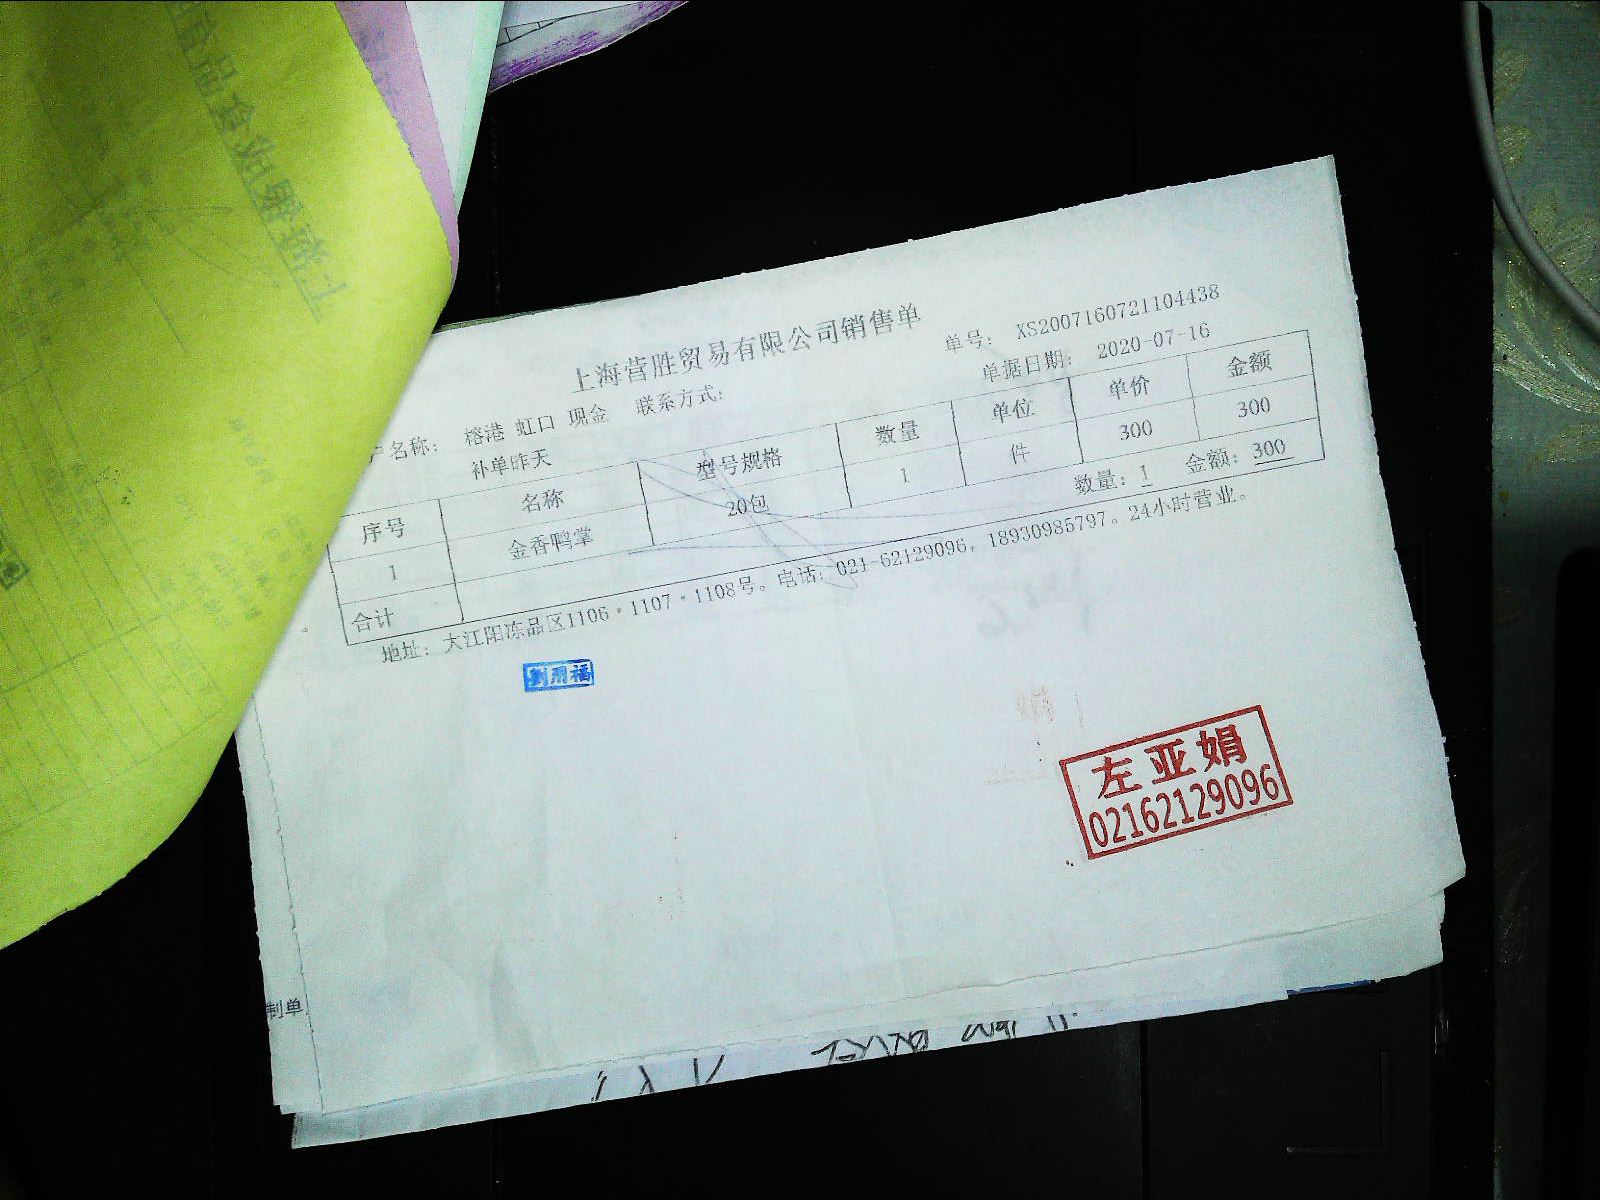 上海营胜贸易有限公司销售单
单号: XS2007160721104438
户名称: 榕港 虹口 现金 联系方式:
单据日期: 2020-07-16
补单昨天
序号 名称 型号规格 数量 单位 单价 金额
1 金香鸭掌 20包 1 件 300 300
合计 数量: 1 金额: 300
地址: 大江阳冻品区1106·1107·1108号。电话: 021-62129096, 18930985797。24小时营业。
左亚娟
02162129096
制单